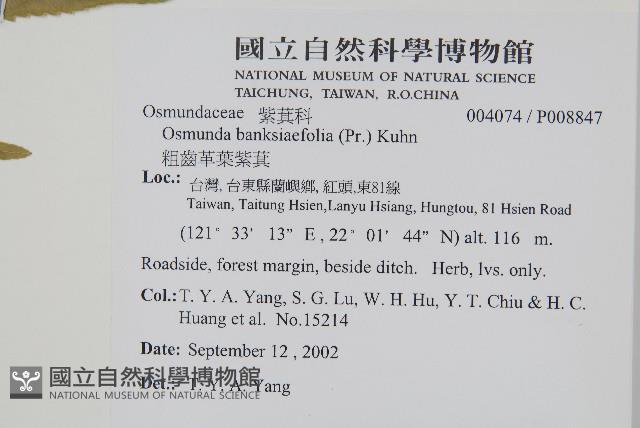 國立自然科學博物館
NATIONAL MUSEUM OF NATURAL SCIENCE
TAICHUNG, TAIWAN, R.O.CHINA
Osmundaceae 紫萁科 004074 / P008847
Osmunda banksiaefolia (Pr.) Kuhn
粗齒革葉紫萁
Loc.: 台灣, 台東縣蘭嶼鄉, 紅頭,東81線
Taiwan, Taitung Hsien,Lanyu Hsiang, Hungtou, 81 Hsien Road
(121° 33' 13" E , 22° 01' 44" N) alt. 116 m.
Roadside, forest margin, beside ditch. Herb, lvs. only.
Col.: T. Y. A. Yang, S. G. Lu, W. H. Hu, Y. T. Chiu & H. C.
Huang et al. No.15214
Date: September 12 , 2002
Det.: T. Y. A. Yang
國立自然科學博物館
NATIONAL MUSEUM OF NATURAL SCIENCE